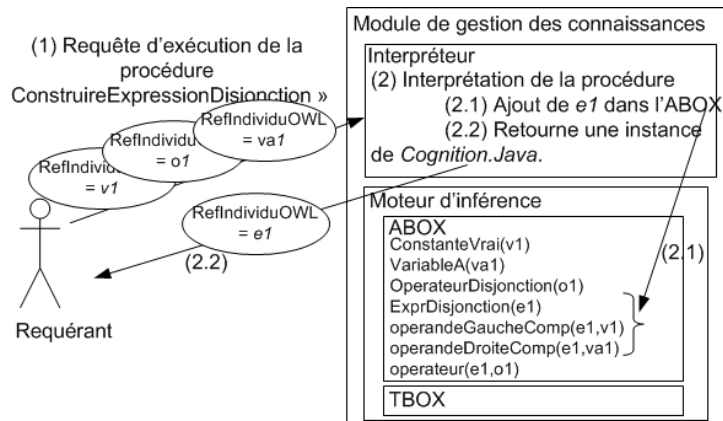 (1) Requête d'exécution de la
procédure
ConstruireExpressionDisjonction »
RefIndividuOWL
= va1
RefIndividu
= o1
RefIndividu
= v1
RefIndividuOWL
= e1
(2.2)
Requérant
Module de gestion des connaissances
Interpréteur
(2) Interprétation de la procédure
(2.1) Ajout de e1 dans l'ABOX
(2.2) Retourne une instance
de Cognition.Java.
Moteur d'inférence
ABOX
ConstanteVrai(v1)
VariableA(va1)
(2.1)
OperateurDisjonction(o1)
ExprDisjonction(e1)
operandeGaucheComp(e1,v1)
operandeDroiteComp(e1,va1)
operateur(e1,o1)
TBOX